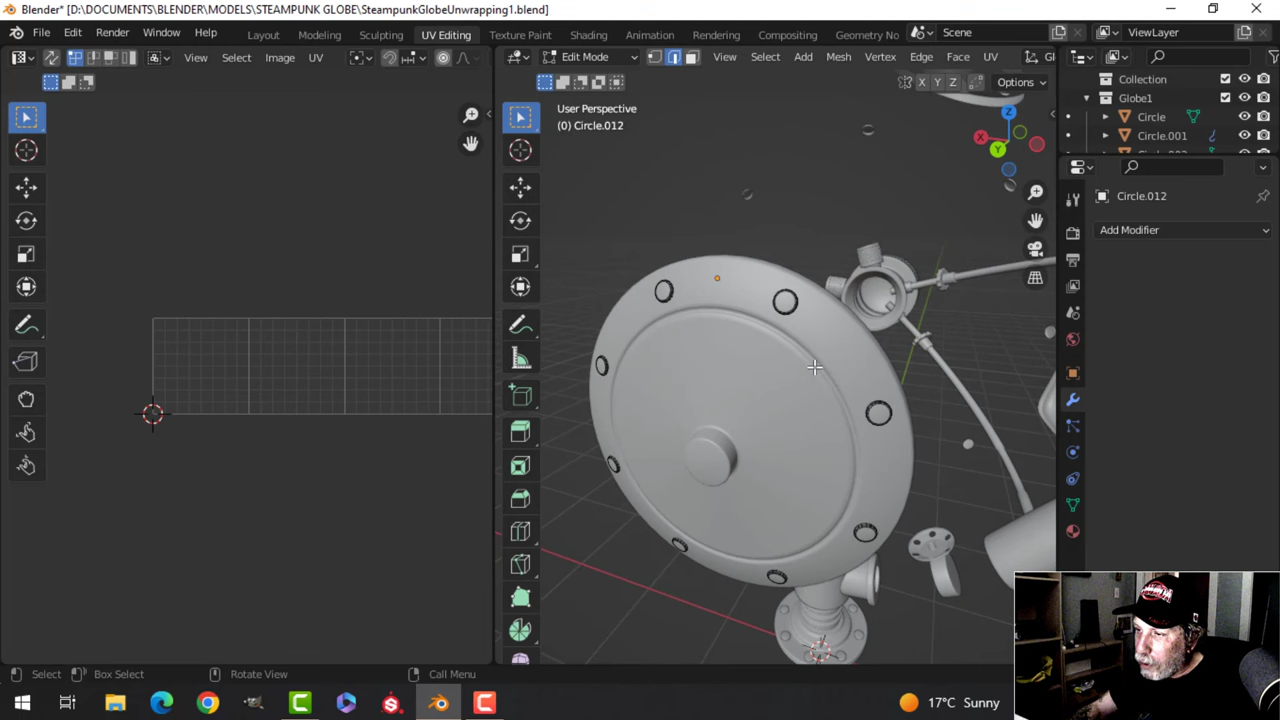 Blender* [D:\DOCUMENTS\BLENDER\MODELS\STEAMPUNK GLOBE\SteampunkGlobeUnwrapping1.blend]
File Edit Render Window Help Layout Modeling Sculpting UV Editing Texture Paint Shading Animation Rendering Compositing Geometry No Scene ViewLayer
View Select Image UV Edit Mode View Select Add Mesh Vertex Edge Face UV Gl
X Y Z Options
Collection
Globe1
User Perspective
(0) Circle.012
Z
X
Y
Circle
Circle.001
Circle.012
Add Modifier
Select Box Select Rotate View Call Menu
17°C Sunny